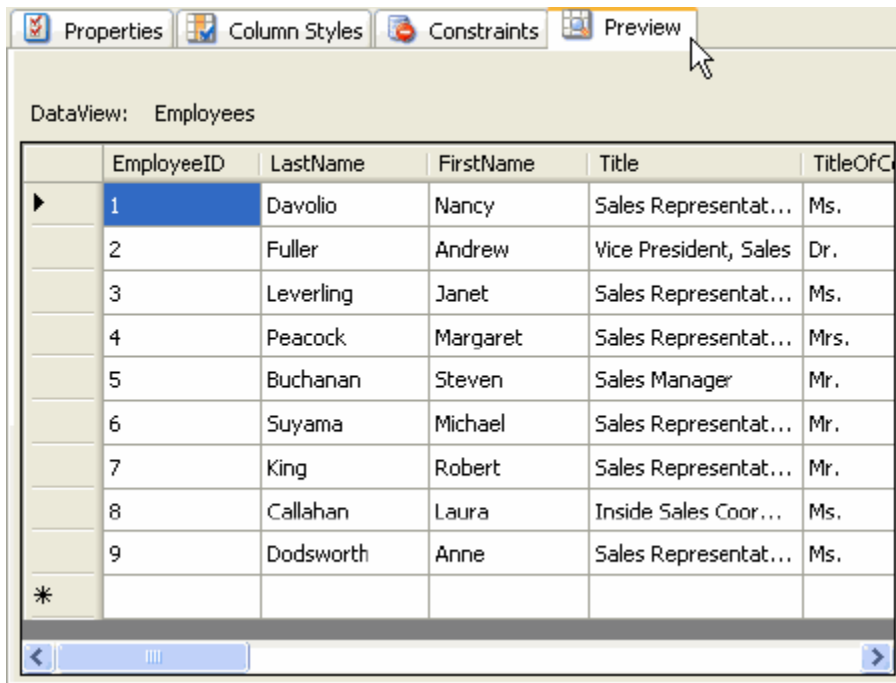 Properties Column Styles Constraints Preview
DataView: Employees
EmployeeID LastName FirstName Title TitleOfCo
1 Davolio Nancy Sales Representat... Ms.
2 Fuller Andrew Vice President, Sales Dr.
3 Leverling Janet Sales Representat... Ms.
4 Peacock Margaret Sales Representat... Mrs.
5 Buchanan Steven Sales Manager Mr.
6 Suyama Michael Sales Representat... Mr.
7 King Robert Sales Representat... Mr.
8 Callahan Laura Inside Sales Coor... Ms.
9 Dodsworth Anne Sales Representat... Ms.